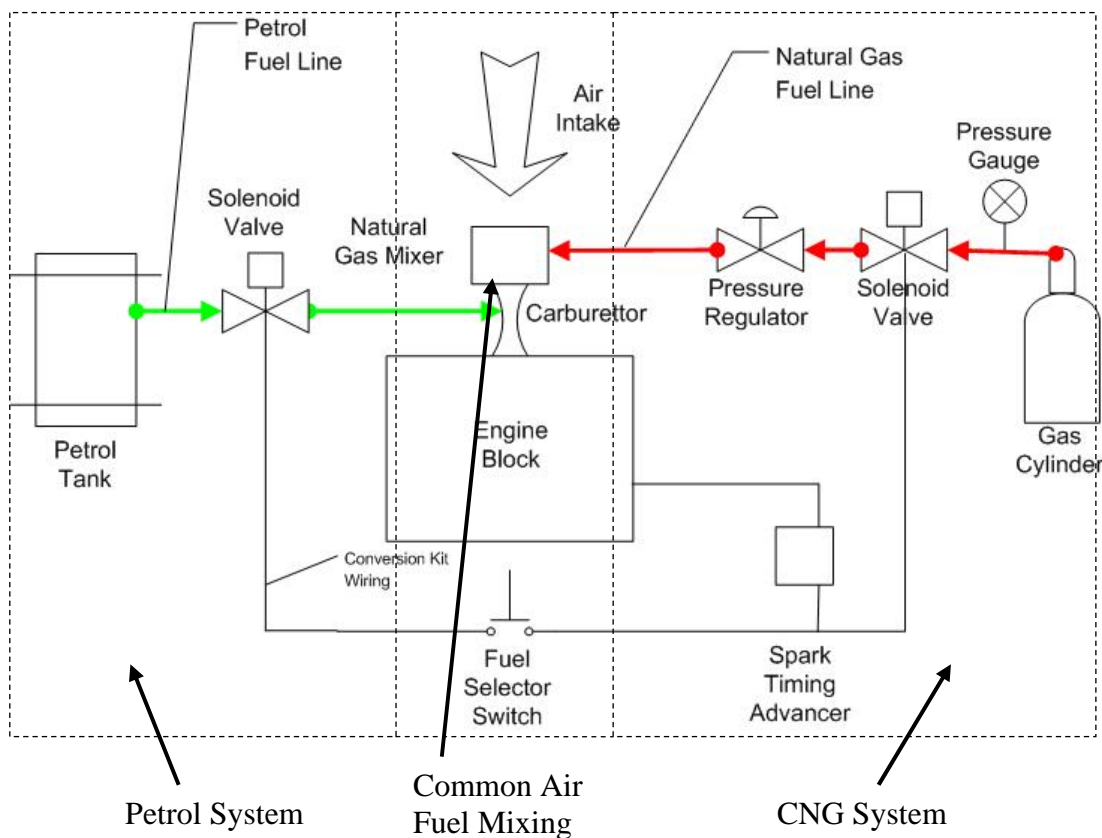 Petrol
Fuel Line
Air
Intake
Natural Gas
Fuel Line
Pressure
Gauge
Solenoid
Valve
Natural
Gas Mixer
Carburettor
Pressure
Regulator
Solenoid
Valve
Petrol
Tank
Engine
Block
Gas
Cylinder
Conversion Kit
Wiring
Fuel
Selector
Switch
Spark
Timing
Advancer
Petrol System
Common Air
Fuel Mixing
CNG System